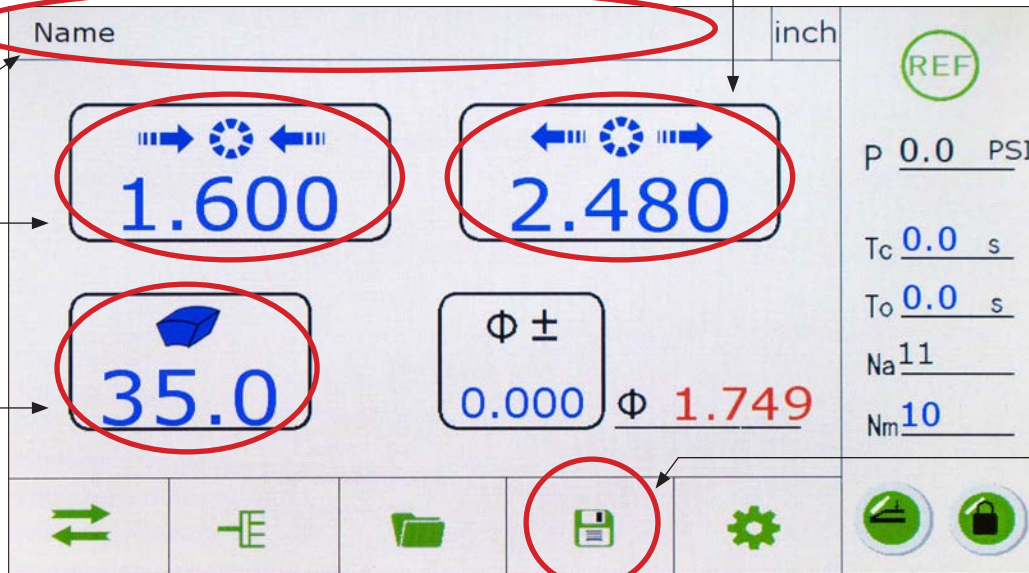 Name
inch
REF
1.600
2.480
P 0.0 PSI
Tc 0.0 s
To 0.0 s
35.0
Φ ±
0.000
Φ 1.749
Na 11
Nm 10